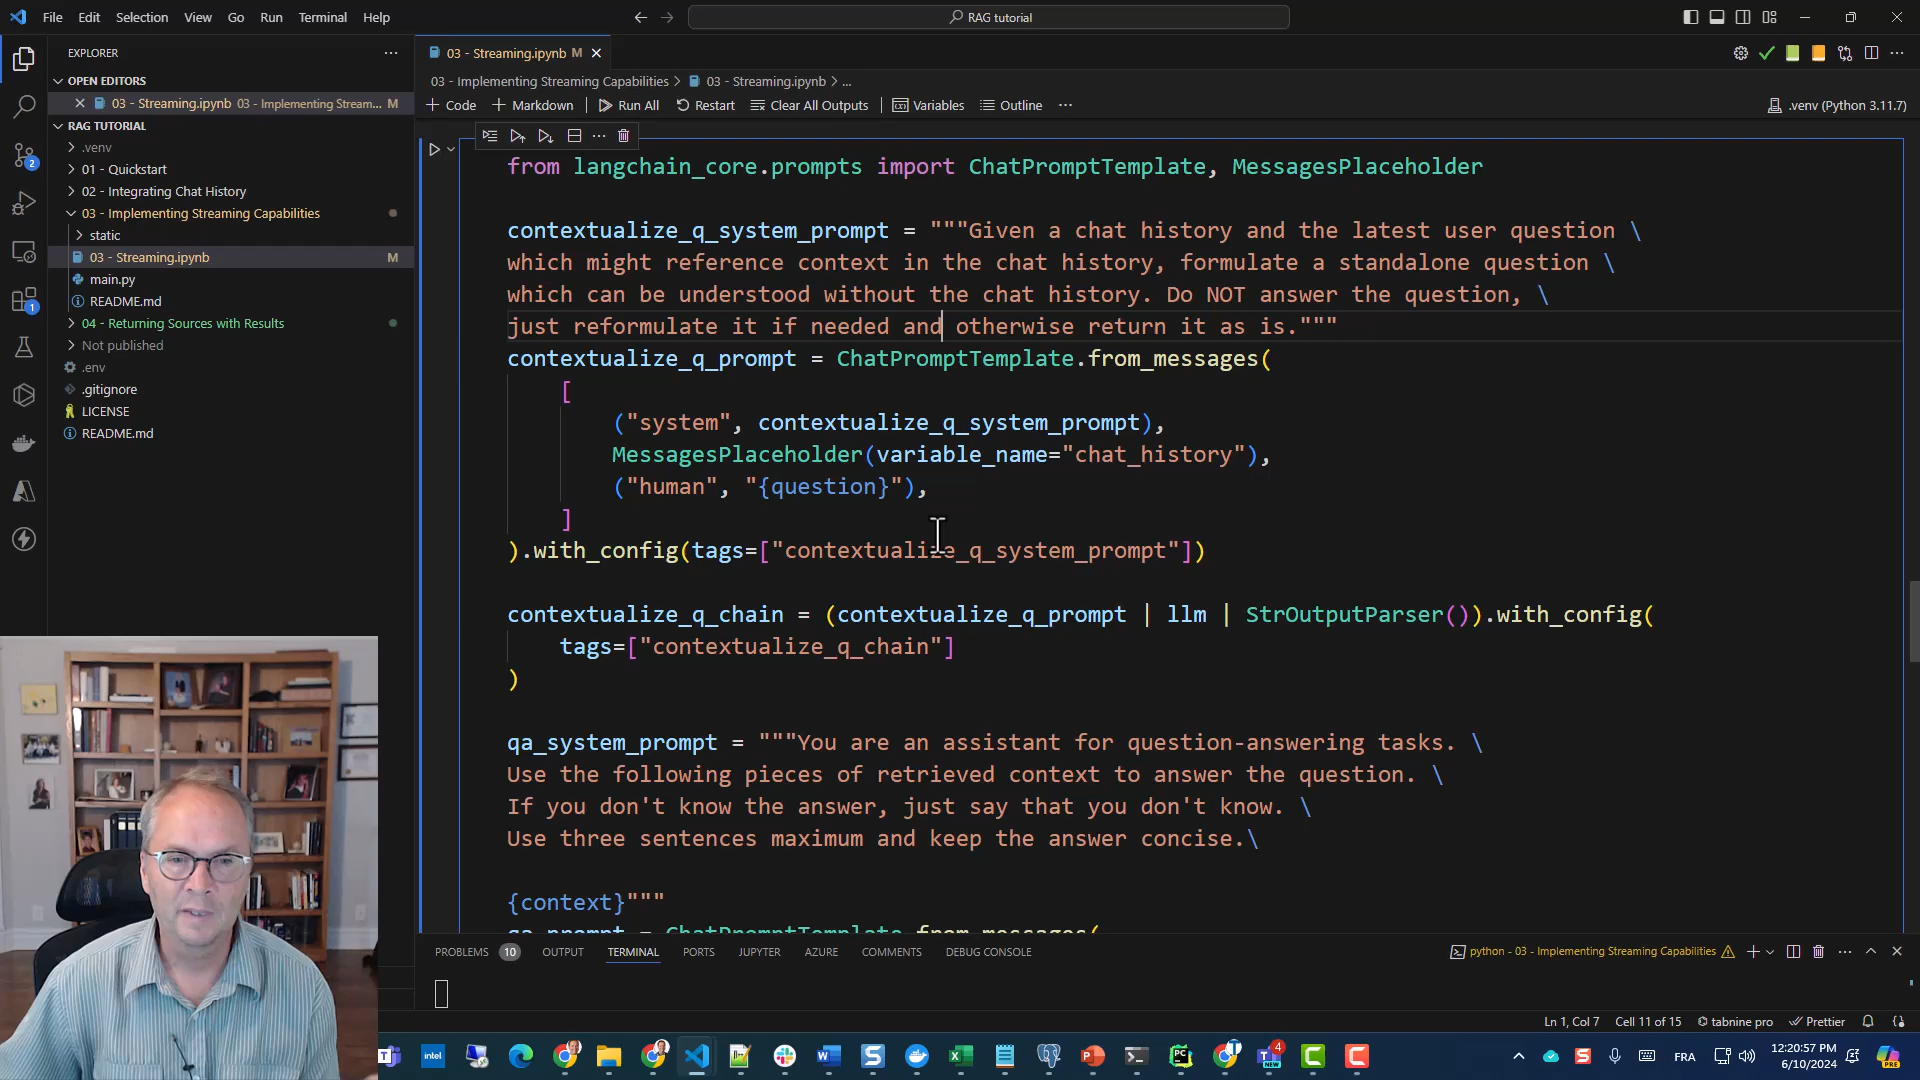 File Edit Selection View Go Run Terminal Help
RAG tutorial
EXPLORER
OPEN EDITORS
03 - Streaming.ipynb 03 - Implementing Stream... M
RAG TUTORIAL
.venv
01 - Quickstart
02 - Integrating Chat History
03 - Implementing Streaming Capabilities
static
03 - Streaming.ipynb M
main.py
README.md
04 - Returning Sources with Results
Not published
.env
.gitignore
LICENSE
README.md
2
1
03 - Streaming.ipynb M
03 - Implementing Streaming Capabilities > 03 - Streaming.ipynb > ...
Code Markdown Run All Restart Clear All Outputs Variables Outline ...
.venv (Python 3.11.7)
from langchain_core.prompts import ChatPromptTemplate, MessagesPlaceholder
contextualize_q_system_prompt = """Given a chat history and the latest user question \
which might reference context in the chat history, formulate a standalone question \
which can be understood without the chat history. Do NOT answer the question, \
just reformulate it if needed and otherwise return it as is."""
contextualize_q_prompt = ChatPromptTemplate.from_messages(
[
("system", contextualize_q_system_prompt),
MessagesPlaceholder(variable_name="chat_history"),
("human", "{question}"),
]
).with_config(tags=["contextualize_q_system_prompt"])
contextualize_q_chain = (contextualize_q_prompt | llm | StrOutputParser()).with_config(
tags=["contextualize_q_chain"]
)
qa_system_prompt = """You are an assistant for question-answering tasks. \
Use the following pieces of retrieved context to answer the question. \
If you don't know the answer, just say that you don't know. \
Use three sentences maximum and keep the answer concise.\
{context}"""
qa_prompt = ChatPromptTemplate.from_messages(
PROBLEMS 10 OUTPUT TERMINAL PORTS JUPYTER AZURE COMMENTS DEBUG CONSOLE
python - 03 - Implementing Streaming Capabilities
Ln 1, Col 7 Cell 11 of 15 tabnine pro Prettier
intel
4
FRA
12:20:57 PM
6/10/2024